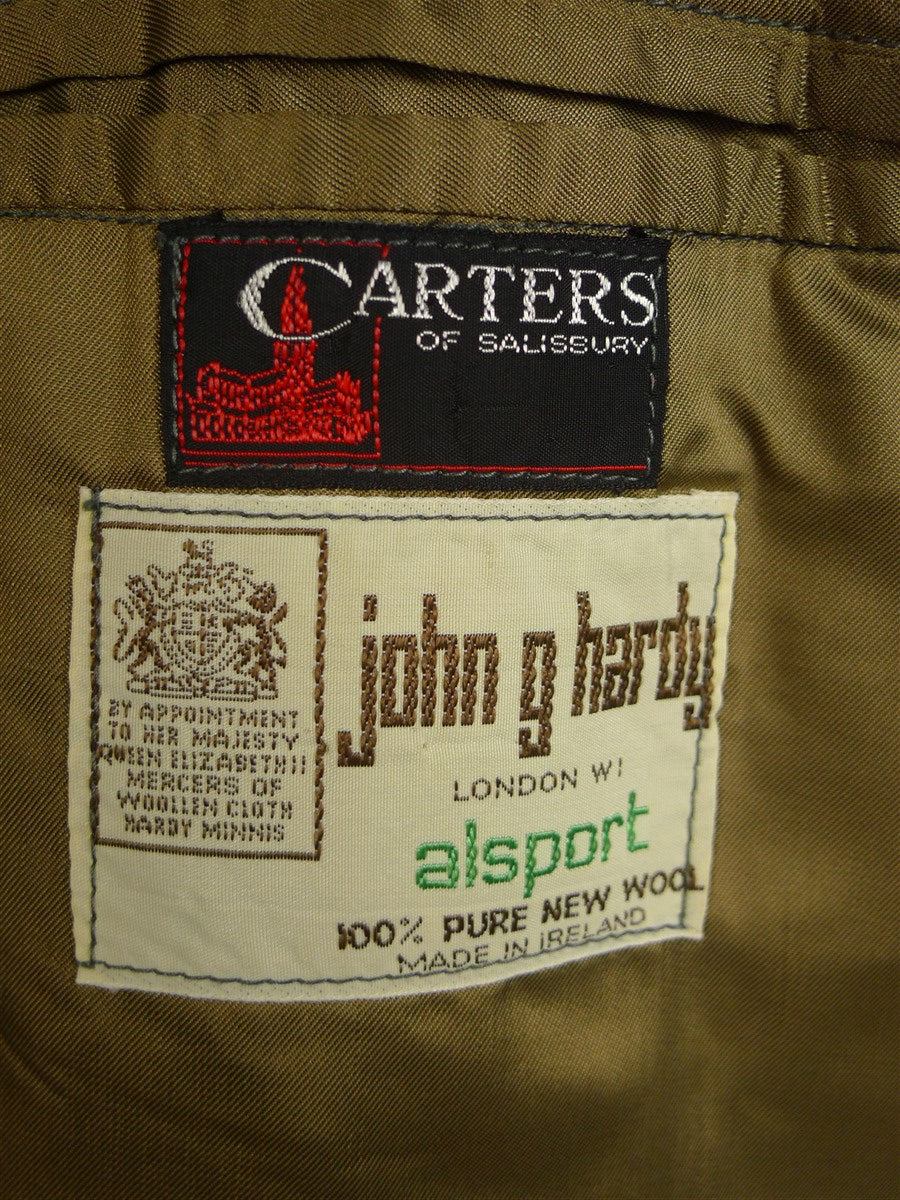 CARTERS
OF SALISBURY
BY APPOINTMENT
TO HER MAJESTY
QUEEN ELIZABETH II
MERCERS OF
WOOLLEN CLOTH
HARDY MINNIS
john g hardy
LONDON W1
alsport
100% PURE NEW WOOL
MADE IN IRELAND